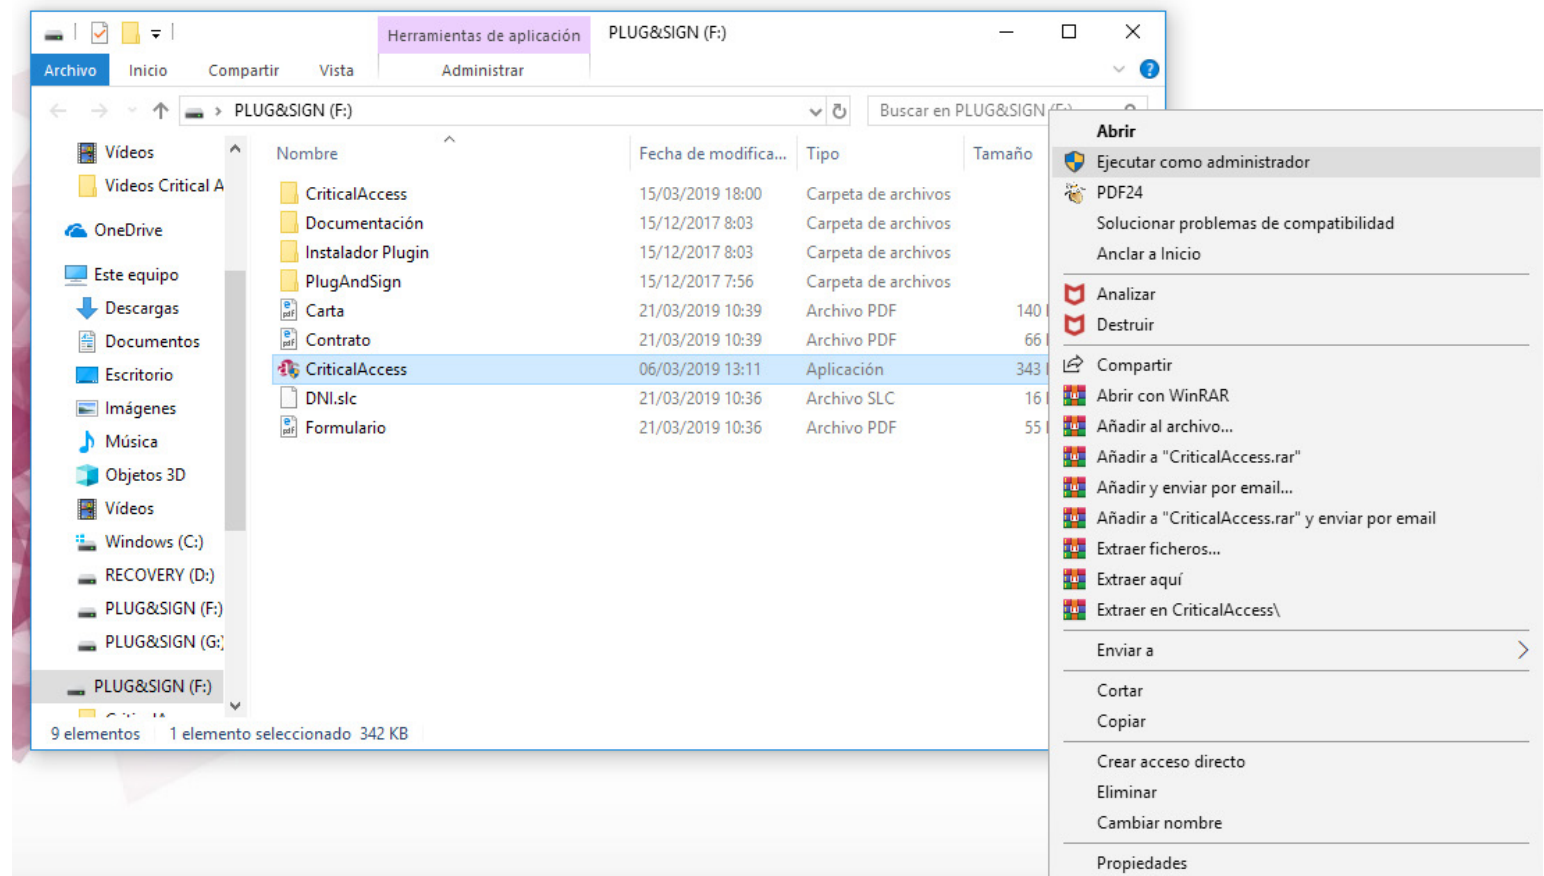 Herramientas de aplicación
PLUG&SIGN (F:)
Archivo
Inicio
Compartir
Vista
Administrar
PLUG&SIGN (F:)
Buscar en PLUG&SIGN (F:)
Vídeos
Videos Critical A
OneDrive
Este equipo
Descargas
Documentos
Escritorio
Imágenes
Música
Objetos 3D
Vídeos
Windows (C:)
RECOVERY (D:)
PLUG&SIGN (F:)
PLUG&SIGN (G:)
PLUG&SIGN (F:)
Nombre Fecha de modifica... Tipo Tamaño
CriticalAccess 15/03/2019 18:00 Carpeta de archivos
Documentación 15/12/2017 8:03 Carpeta de archivos
Instalador Plugin 15/12/2017 8:03 Carpeta de archivos
PlugAndSign 15/12/2017 7:56 Carpeta de archivos
Carta 21/03/2019 10:39 Archivo PDF 140
Contrato 21/03/2019 10:39 Archivo PDF 66
CriticalAccess 06/03/2019 13:11 Aplicación 343
DNI.slc 21/03/2019 10:36 Archivo SLC 16
Formulario 21/03/2019 10:36 Archivo PDF 55
9 elementos 1 elemento seleccionado 342 KB
Abrir
Ejecutar como administrador
PDF24
Solucionar problemas de compatibilidad
Anclar a Inicio
Analizar
Destruir
Compartir
Abrir con WinRAR
Añadir al archivo...
Añadir a "CriticalAccess.rar"
Añadir y enviar por email...
Añadir a "CriticalAccess.rar" y enviar por email
Extraer ficheros...
Extraer aquí
Extraer en CriticalAccess\
Enviar a
Cortar
Copiar
Crear acceso directo
Eliminar
Cambiar nombre
Propiedades